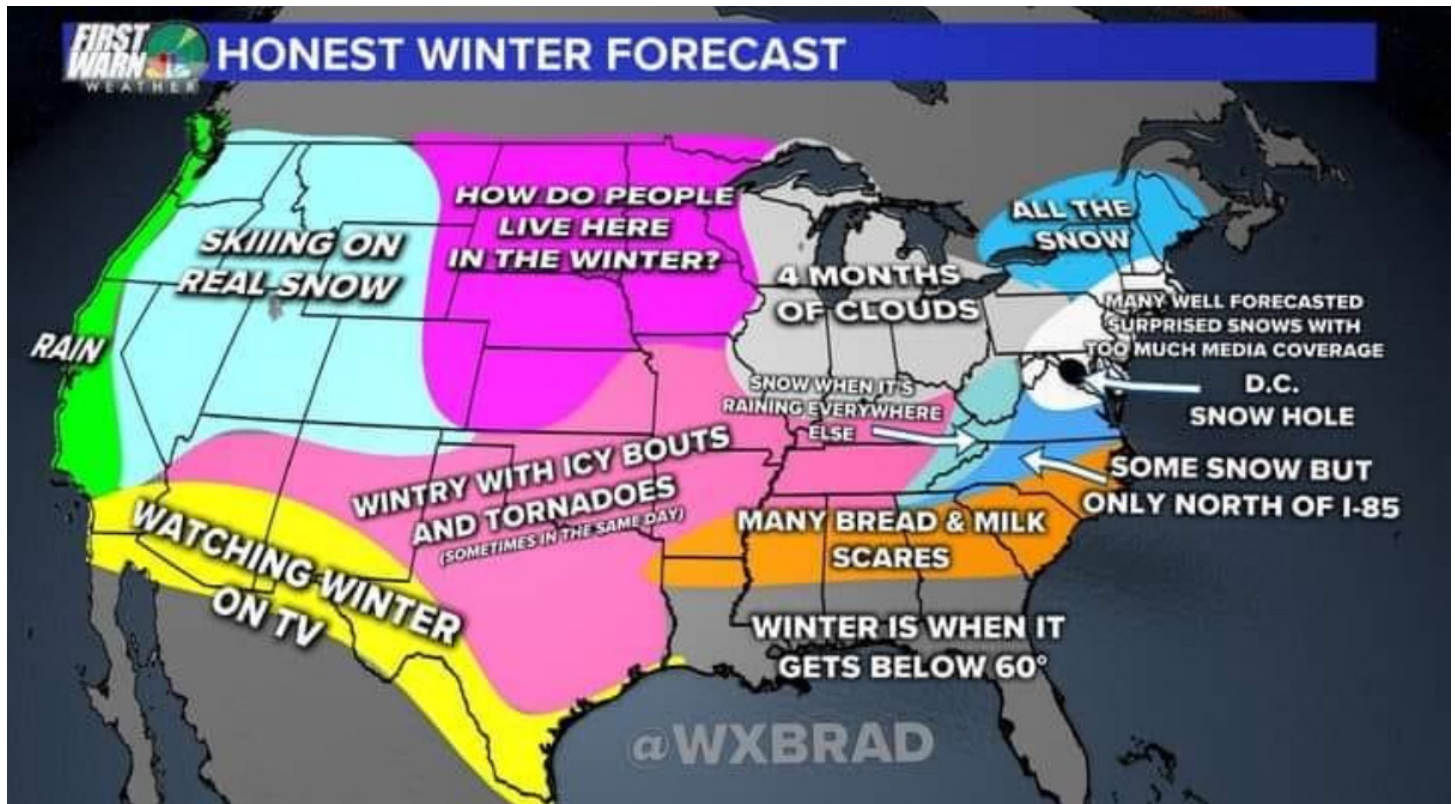 FIRST
WARN
WEATHER
HONEST WINTER FORECAST
HOW DO PEOPLE
LIVE HERE
IN THE WINTER?
ALL THE
SNOW
SKIIING ON
REAL SNOW
4 MONTHS
OF CLOUDS
MANY WELL FORECASTED
SURPRISED SNOWS WITH
TOO MUCH MEDIA COVERAGE
RAIN
D.C.
SNOW HOLE
SNOW WHEN IT'S
RAINING EVERYWHERE
ELSE
WINTRY WITH ICY BOUTS
AND TORNADOES
(SOMETIMES IN THE SAME DAY)
SOME SNOW BUT
ONLY NORTH OF I-85
MANY BREAD & MILK
SCARES
WATCHING WINTER
ON TV
WINTER IS WHEN IT
GETS BELOW 60°
@WXBRAD